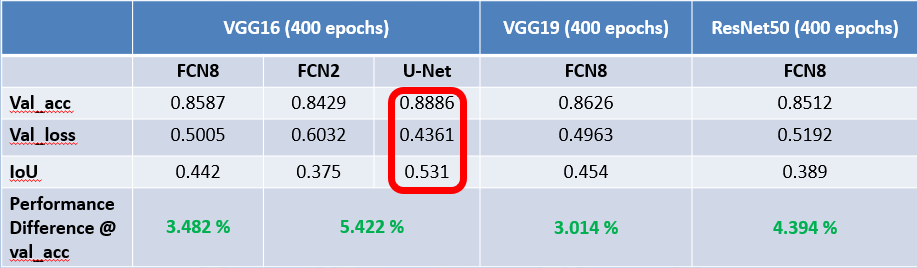 VGG16 (400 epochs) VGG19 (400 epochs) ResNet50 (400 epochs)
FCN8 FCN2 U-Net FCN8 FCN8
Val_acc 0.8587 0.8429 0.8886 0.8626 0.8512
Val_loss 0.5005 0.6032 0.4361 0.4963 0.5192
IoU 0.442 0.375 0.531 0.454 0.389
Performance
Difference @ 3.482 % 5.422 % 3.014 % 4.394 %
val_acc